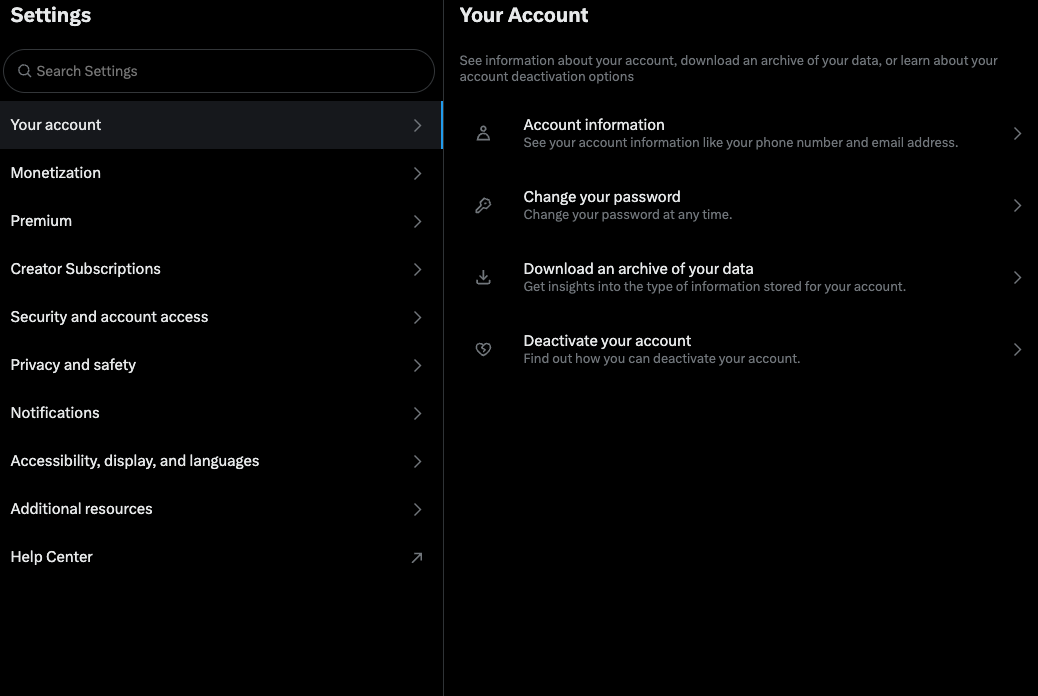 Settings
Search Settings
Your account
Monetization
Premium
Creator Subscriptions
Security and account access
Privacy and safety
Notifications
Accessibility, display, and languages
Additional resources
Help Center
Your Account
See information about your account, download an archive of your data, or learn about your
account deactivation options
Account information
See your account information like your phone number and email address.
Change your password
Change your password at any time.
Download an archive of your data
Get insights into the type of information stored for your account.
Deactivate your account
Find out how you can deactivate your account.